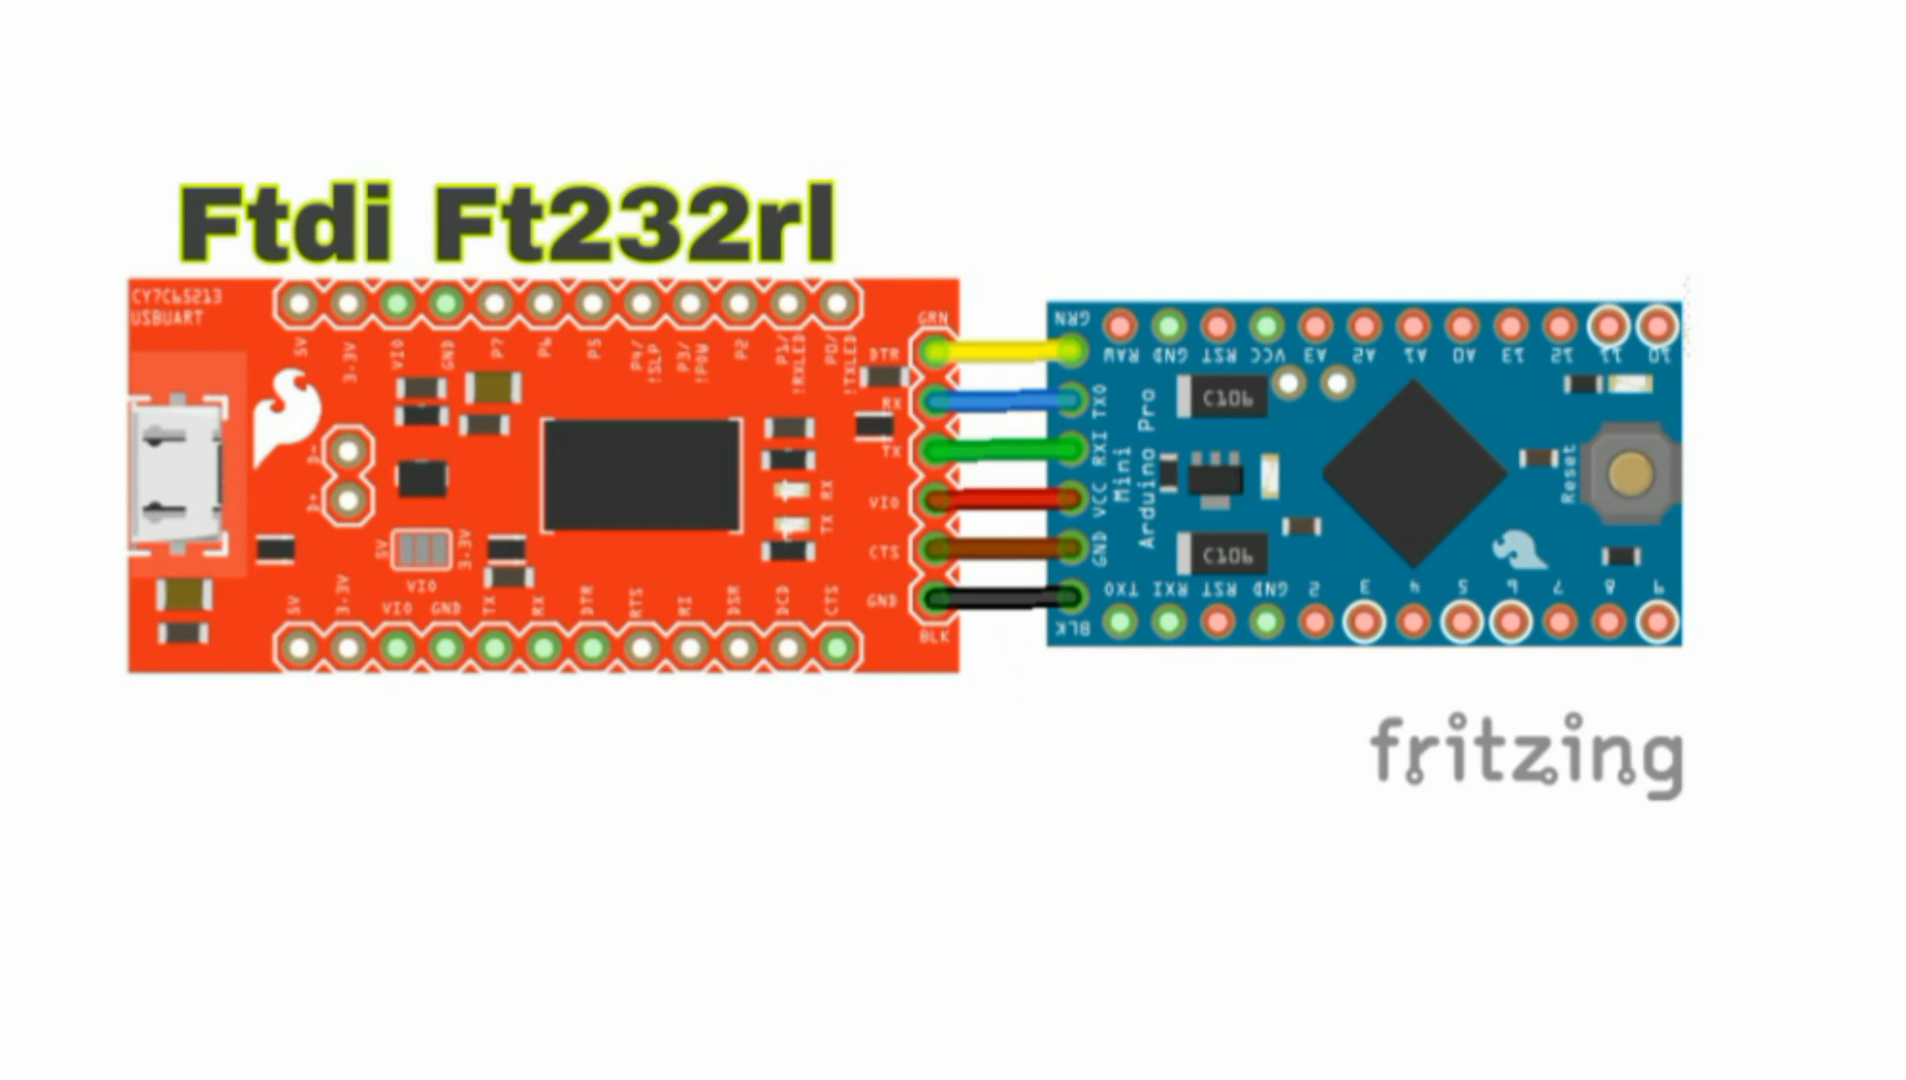 Ftdi Ft232rl
CY7C65213
USBUART
5V
3.3V
VIO
GND
P7
P6
P5
P4/
!SLP
P3/
!POW
P2
P1/
!RXLED
P0/
!TXLED
GRN
DTR
RX
TX
VIO
CTS
GND
BLK
D-
D+
RX
TX
5V
3.3V
VIO
5V
3.3V
VIO
GND
TX
RX
DTR
RTS
RI
DSR
DCD
CTS
GRN
RAW
GND
RST
VCC
A3
A2
A1
A0
13
12
11
10
TXO
RXI
VCC
GND
Mini
Arduino Pro
C106
C106
Reset
TXO
RXI
RST
GND
2
3
4
5
6
7
8
9
BLK
fritzing